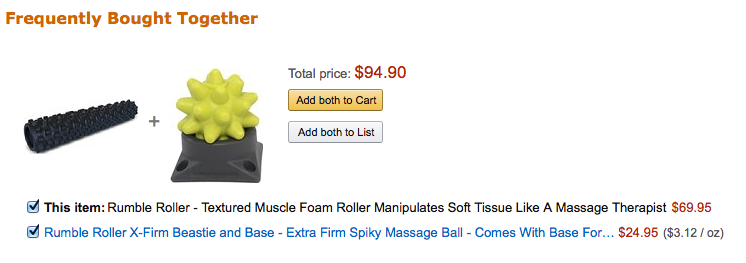 Frequently Bought Together
Total price: $94.90
Add both to Cart
+
Add both to List
This item: Rumble Roller - Textured Muscle Foam Roller Manipulates Soft Tissue Like A Massage Therapist $69.95
Rumble Roller X-Firm Beastie and Base - Extra Firm Spiky Massage Ball - Comes With Base For... $24.95 ($3.12 / oz)